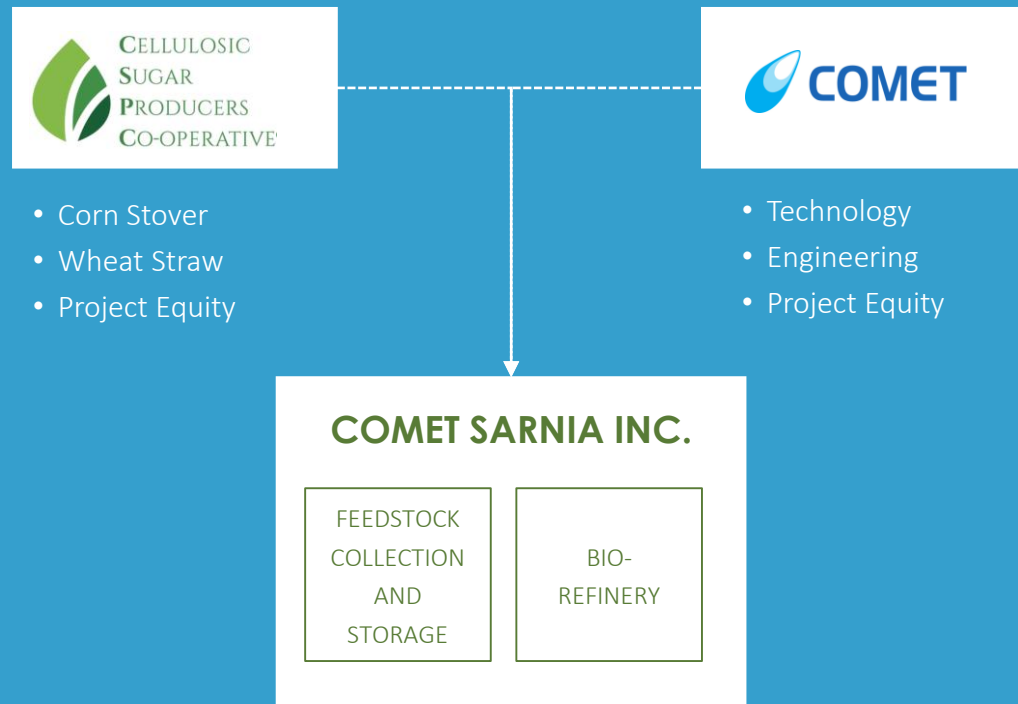 CELLULOSIC
SUGAR
PRODUCERS
CO-OPERATIVE
COMET
• Corn Stover
• Wheat Straw
• Project Equity
• Technology
• Engineering
• Project Equity
COMET SARNIA INC.
FEEDSTOCK
COLLECTION
AND
STORAGE
BIO-
REFINERY